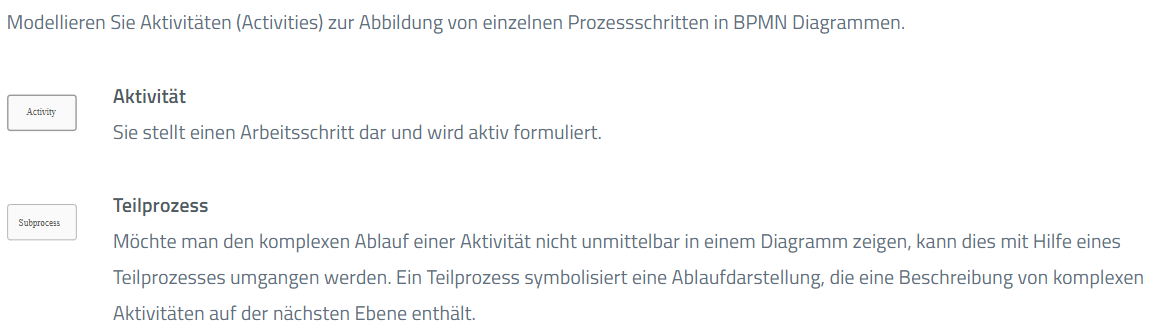 Modellieren Sie Aktivitäten (Activities) zur Abbildung von einzelnen Prozessschritten in BPMN Diagrammen.
Activity
Aktivität
Sie stellt einen Arbeitsschritt dar und wird aktiv formuliert.
Subprocess
Teilprozess
Möchte man den komplexen Ablauf einer Aktivität nicht unmittelbar in einem Diagramm zeigen, kann dies mit Hilfe eines
Teilprozesses umgangen werden. Ein Teilprozess symbolisiert eine Ablaufdarstellung, die eine Beschreibung von komplexen
Aktivitäten auf der nächsten Ebene enthält.